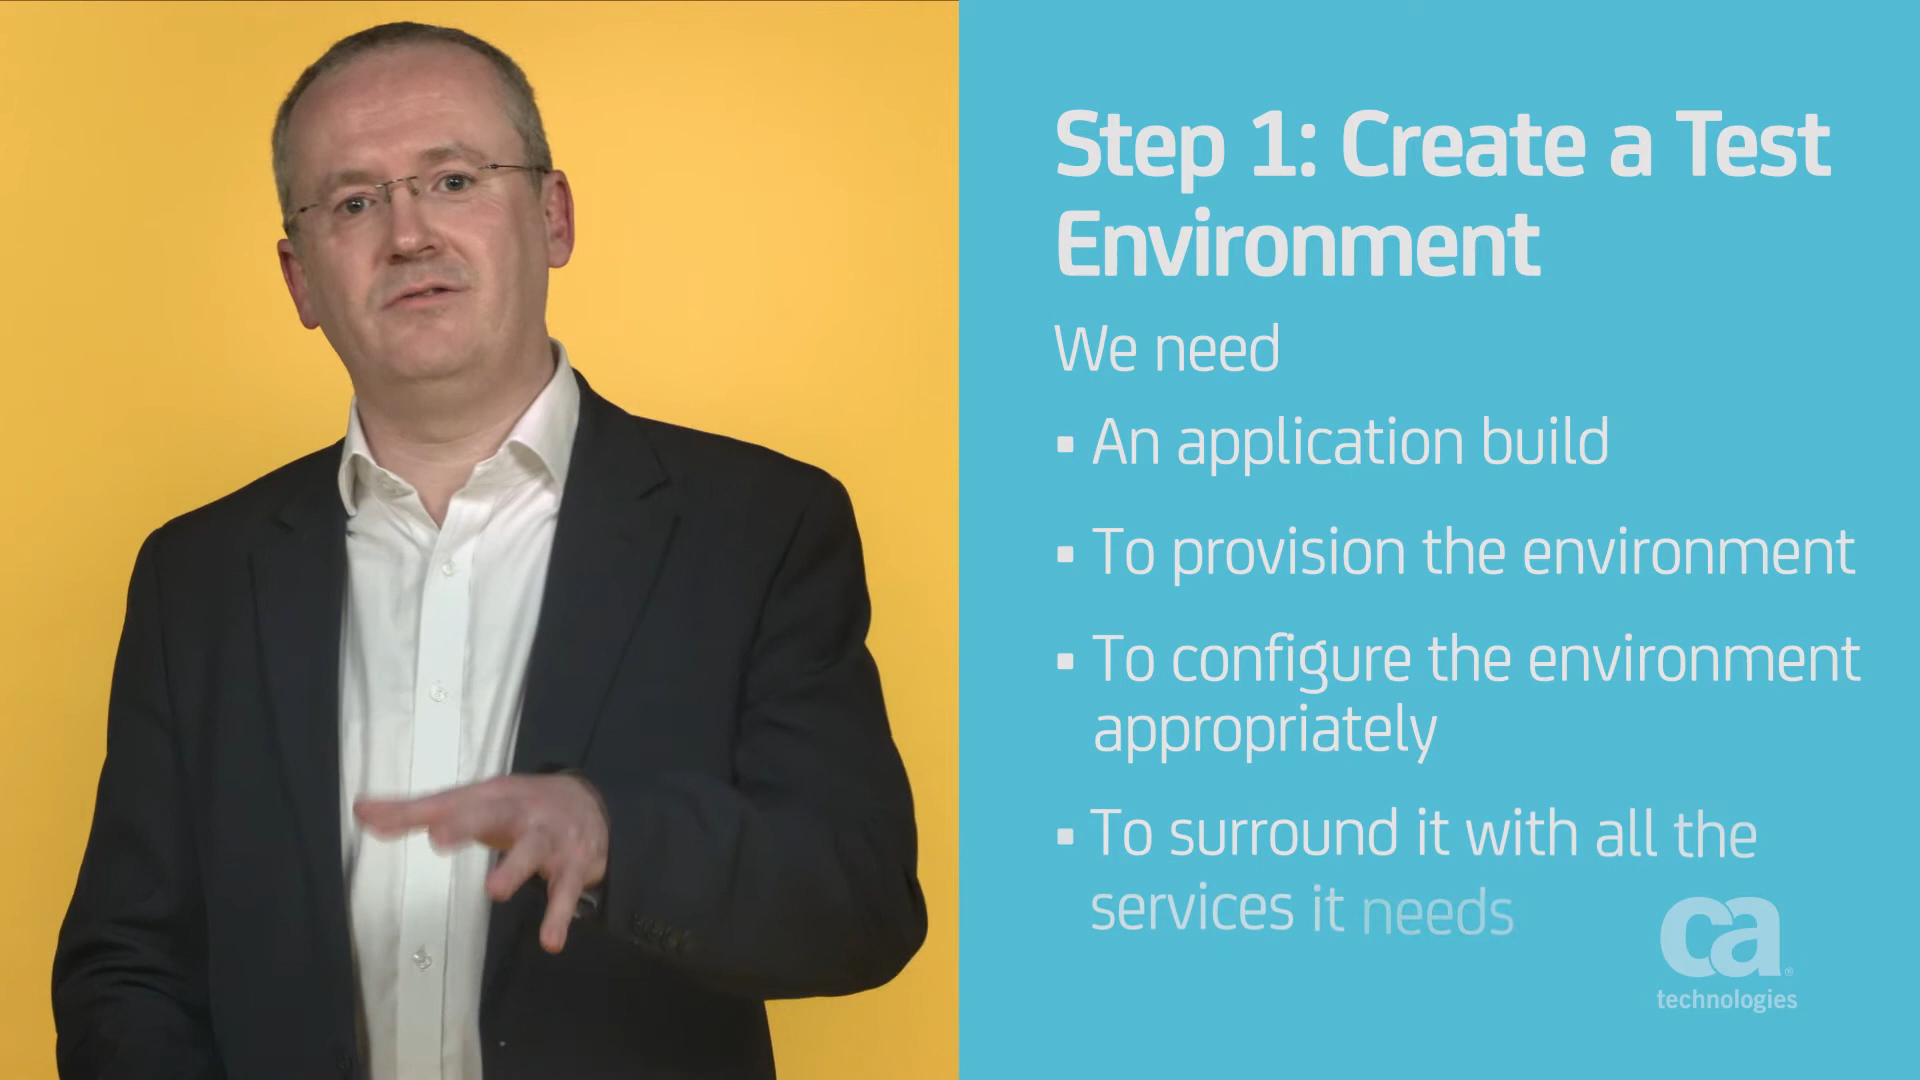 Step 1: Create a Test
Environment
We need
▪ An application build
▪ To provision the environment
▪ To configure the environment
appropriately
▪ To surround it with all the
services it needs
ca
technologies